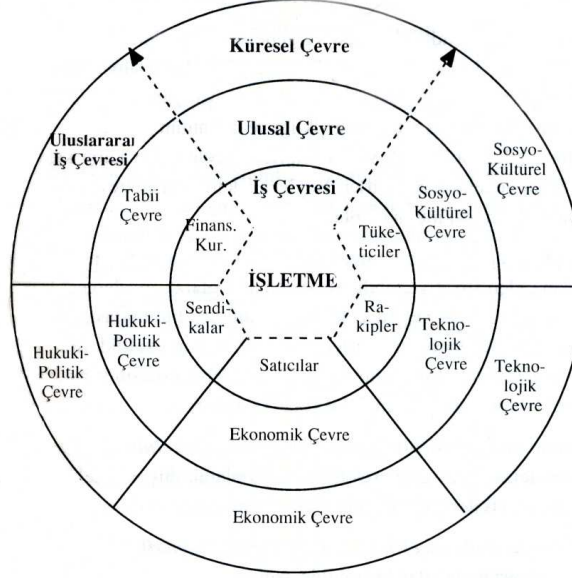 Küresel Çevre
Ulusal Çevre
Uluslararaı
İş Çevresi
İş Çevresi
Sosyo-
Kulturel
Çevre
Tabii
Çevre
Sosyo-
Kültürel
Çevre
Finans.
Kur.
Tüke-
ticiler
İŞLETME
Sendi-
kalar
Ra-
kipler
Hukuki-
Politik
Çevre
Hukuki-
Politik
Çevre
Satıcılar
Tekno-
lojik
Çevre
Tekno-
lojik
Çevre
Ekonomik Çevre
Ekonomik Çevre